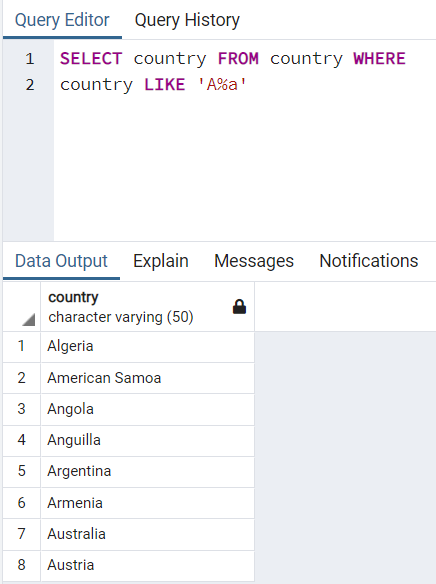 Query Editor Query History
1 SELECT country FROM country WHERE
2 country LIKE 'A%a'
Data Output Explain Messages Notifications
country
character varying (50)
1 Algeria
2 American Samoa
3 Angola
4 Anguilla
5 Argentina
6 Armenia
7 Australia
8 Austria